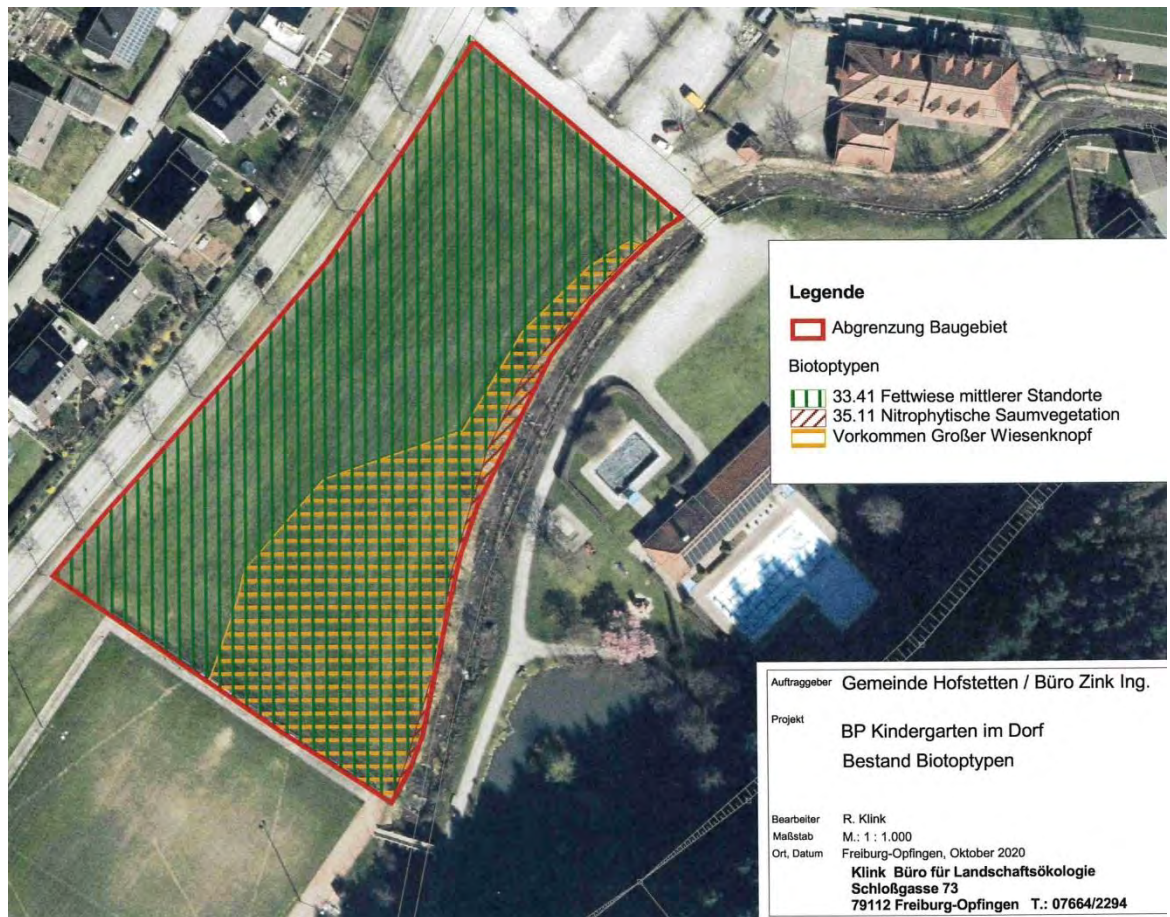 Legende
Abgrenzung Baugebiet
Biotoptypen
33.41 Fettwiese mittlerer Standorte
35.11 Nitrophytische Saumvegetation
Vorkommen Großer Wiesenknopf
Auftraggeber Gemeinde Hofstetten / Büro Zink Ing.
Projekt BP Kindergarten im Dorf
Bestand Biotoptypen
Bearbeiter R. Klink
Maßstab M.: 1 : 1.000
Ort, Datum Freiburg-Opfingen, Oktober 2020
Klink Büro für Landschaftsökologie
Schloßgasse 73
79112 Freiburg-Opfingen T.: 07664/2294